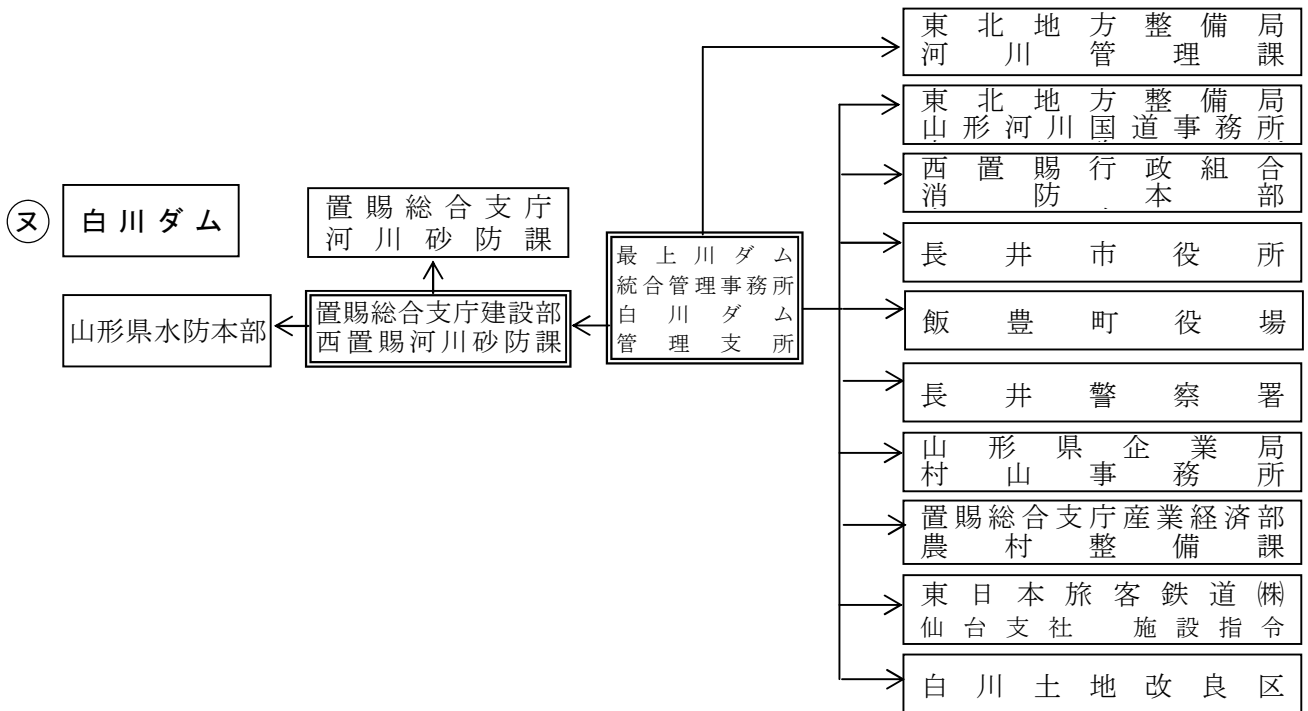 ヌ 白川ダム
山形県水防本部
置賜総合支庁
河川砂防課
置賜総合支庁建設部
西置賜河川砂防課
最上川ダム
統合管理事務所
白川ダム
管理支所
東北地方整備局
河川管理課
東北地方整備局
山形河川国道事務所
西置賜行政組合
消防本部
長井市役所
飯豊町役場
長井警察署
山形県企業局
村山事務所
置賜総合支庁産業経済部
農村整備課
東日本旅客鉄道㈱
仙台支社 施設指令
白川土地改良区